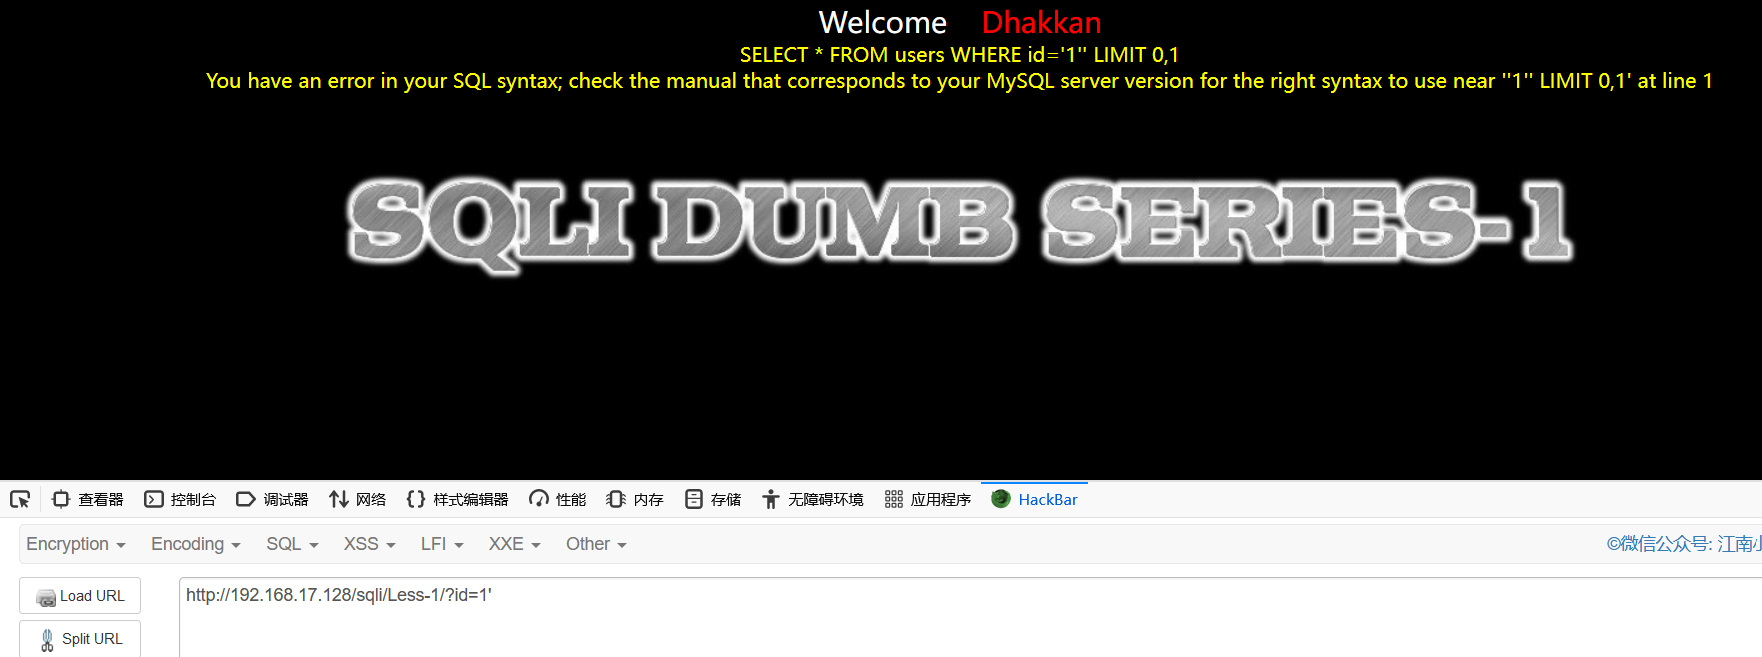 Welcome Dhakkan
SELECT * FROM users WHERE id='1'' LIMIT 0,1
You have an error in your SQL syntax; check the manual that corresponds to your MySQL server version for the right syntax to use near ''1'' LIMIT 0,1' at line 1
SQLI DUMB SERIES-1
查看器 控制台 调试器 网络 样式编辑器 性能 内存 存储 无障碍环境 应用程序 HackBar
Encryption Encoding SQL XSS LFI XXE Other ©微信公众号: 江南小
Load URL http://192.168.17.128/sqli/Less-1/?id=1'
Split URL